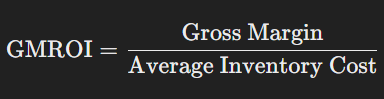 GMROI = Gross Margin
Average Inventory Cost